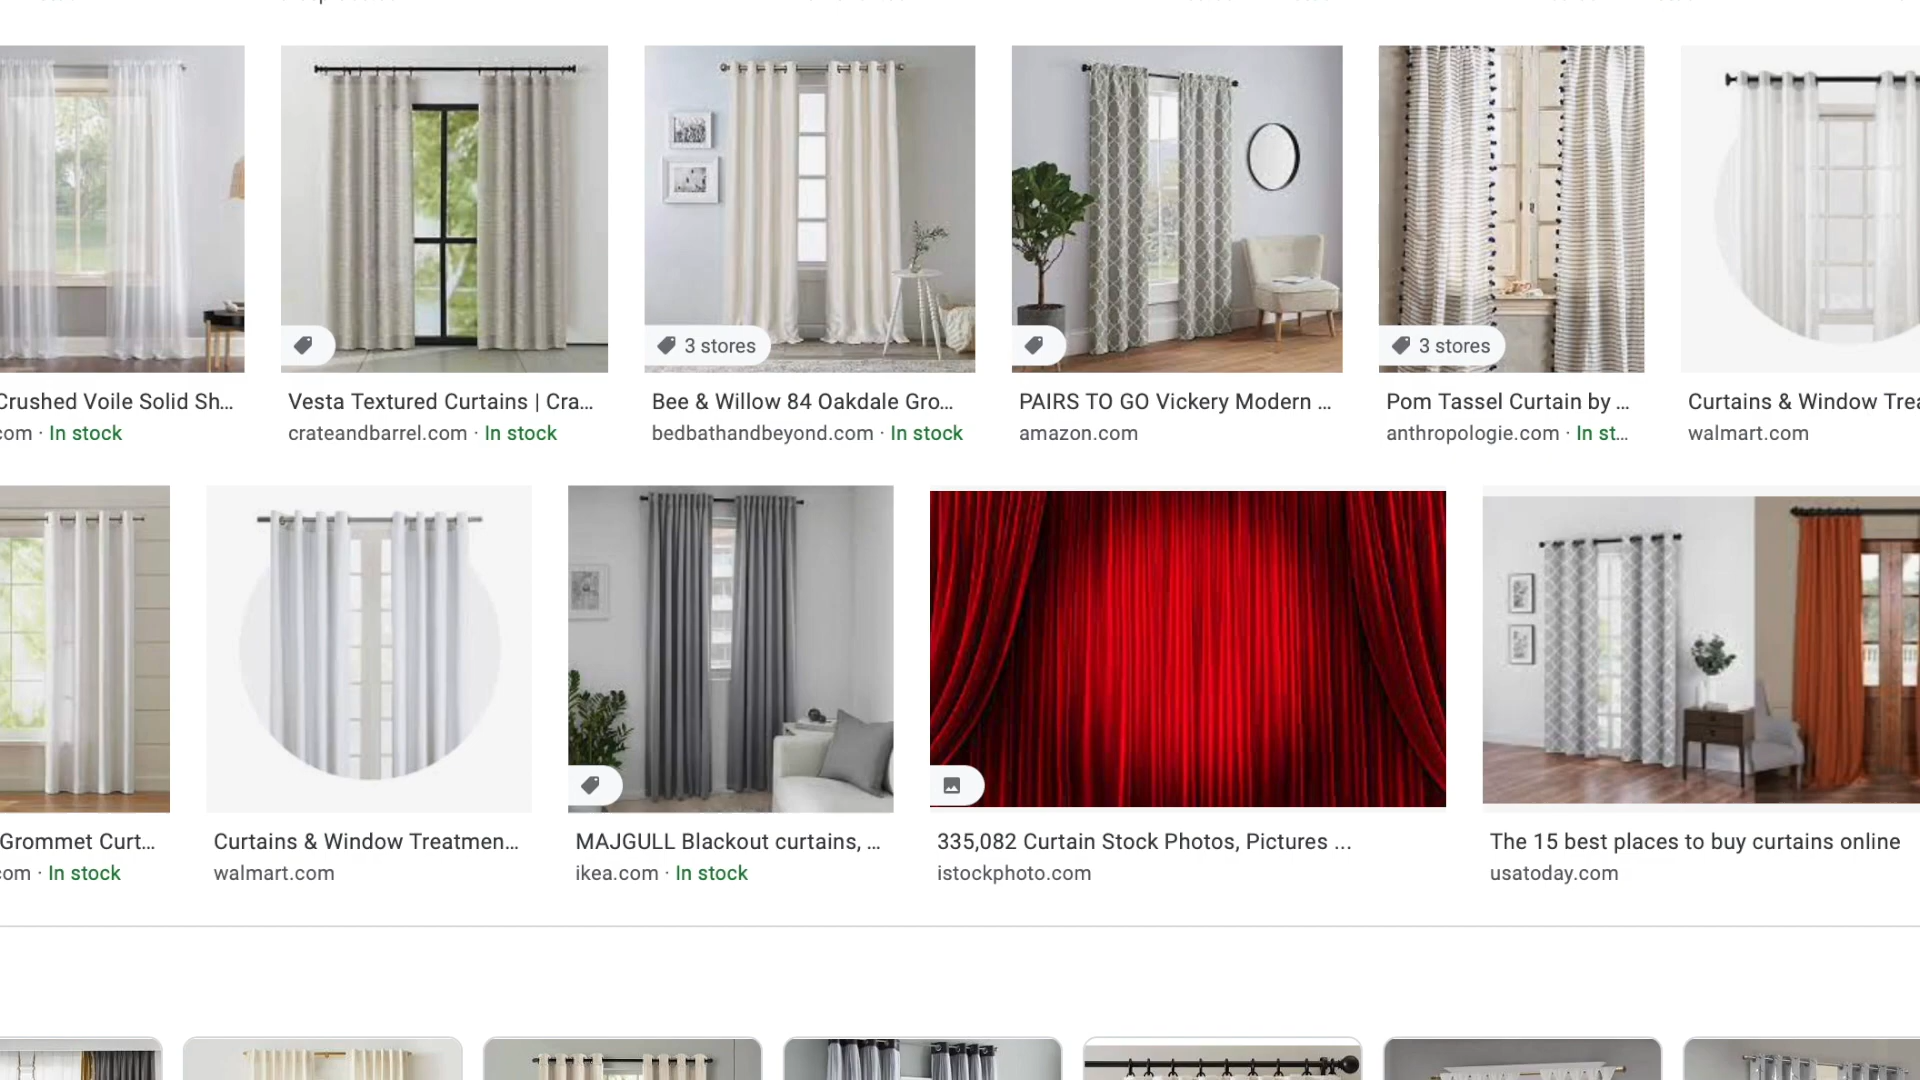 3 stores
3 stores
Crushed Voile Solid Sh...
Vesta Textured Curtains | Cra...
Bee & Willow 84 Oakdale Gro...
PAIRS TO GO Vickery Modern ...
Pom Tassel Curtain by ...
Curtains & Window
com · In stock
crateandbarrel.com · In stock
bedbathandbeyond.com · In stock
amazon.com
anthropologie.com · In st...
walmart.com
Grommet Curt...
Curtains & Window Treatmen...
MAJGULL Blackout curtains, ...
335,082 Curtain Stock Photos, Pictures ...
The 15 best places to buy curtains online
· In stock
walmart.com
ikea.com · In stock
istockphoto.com
usatoday.com